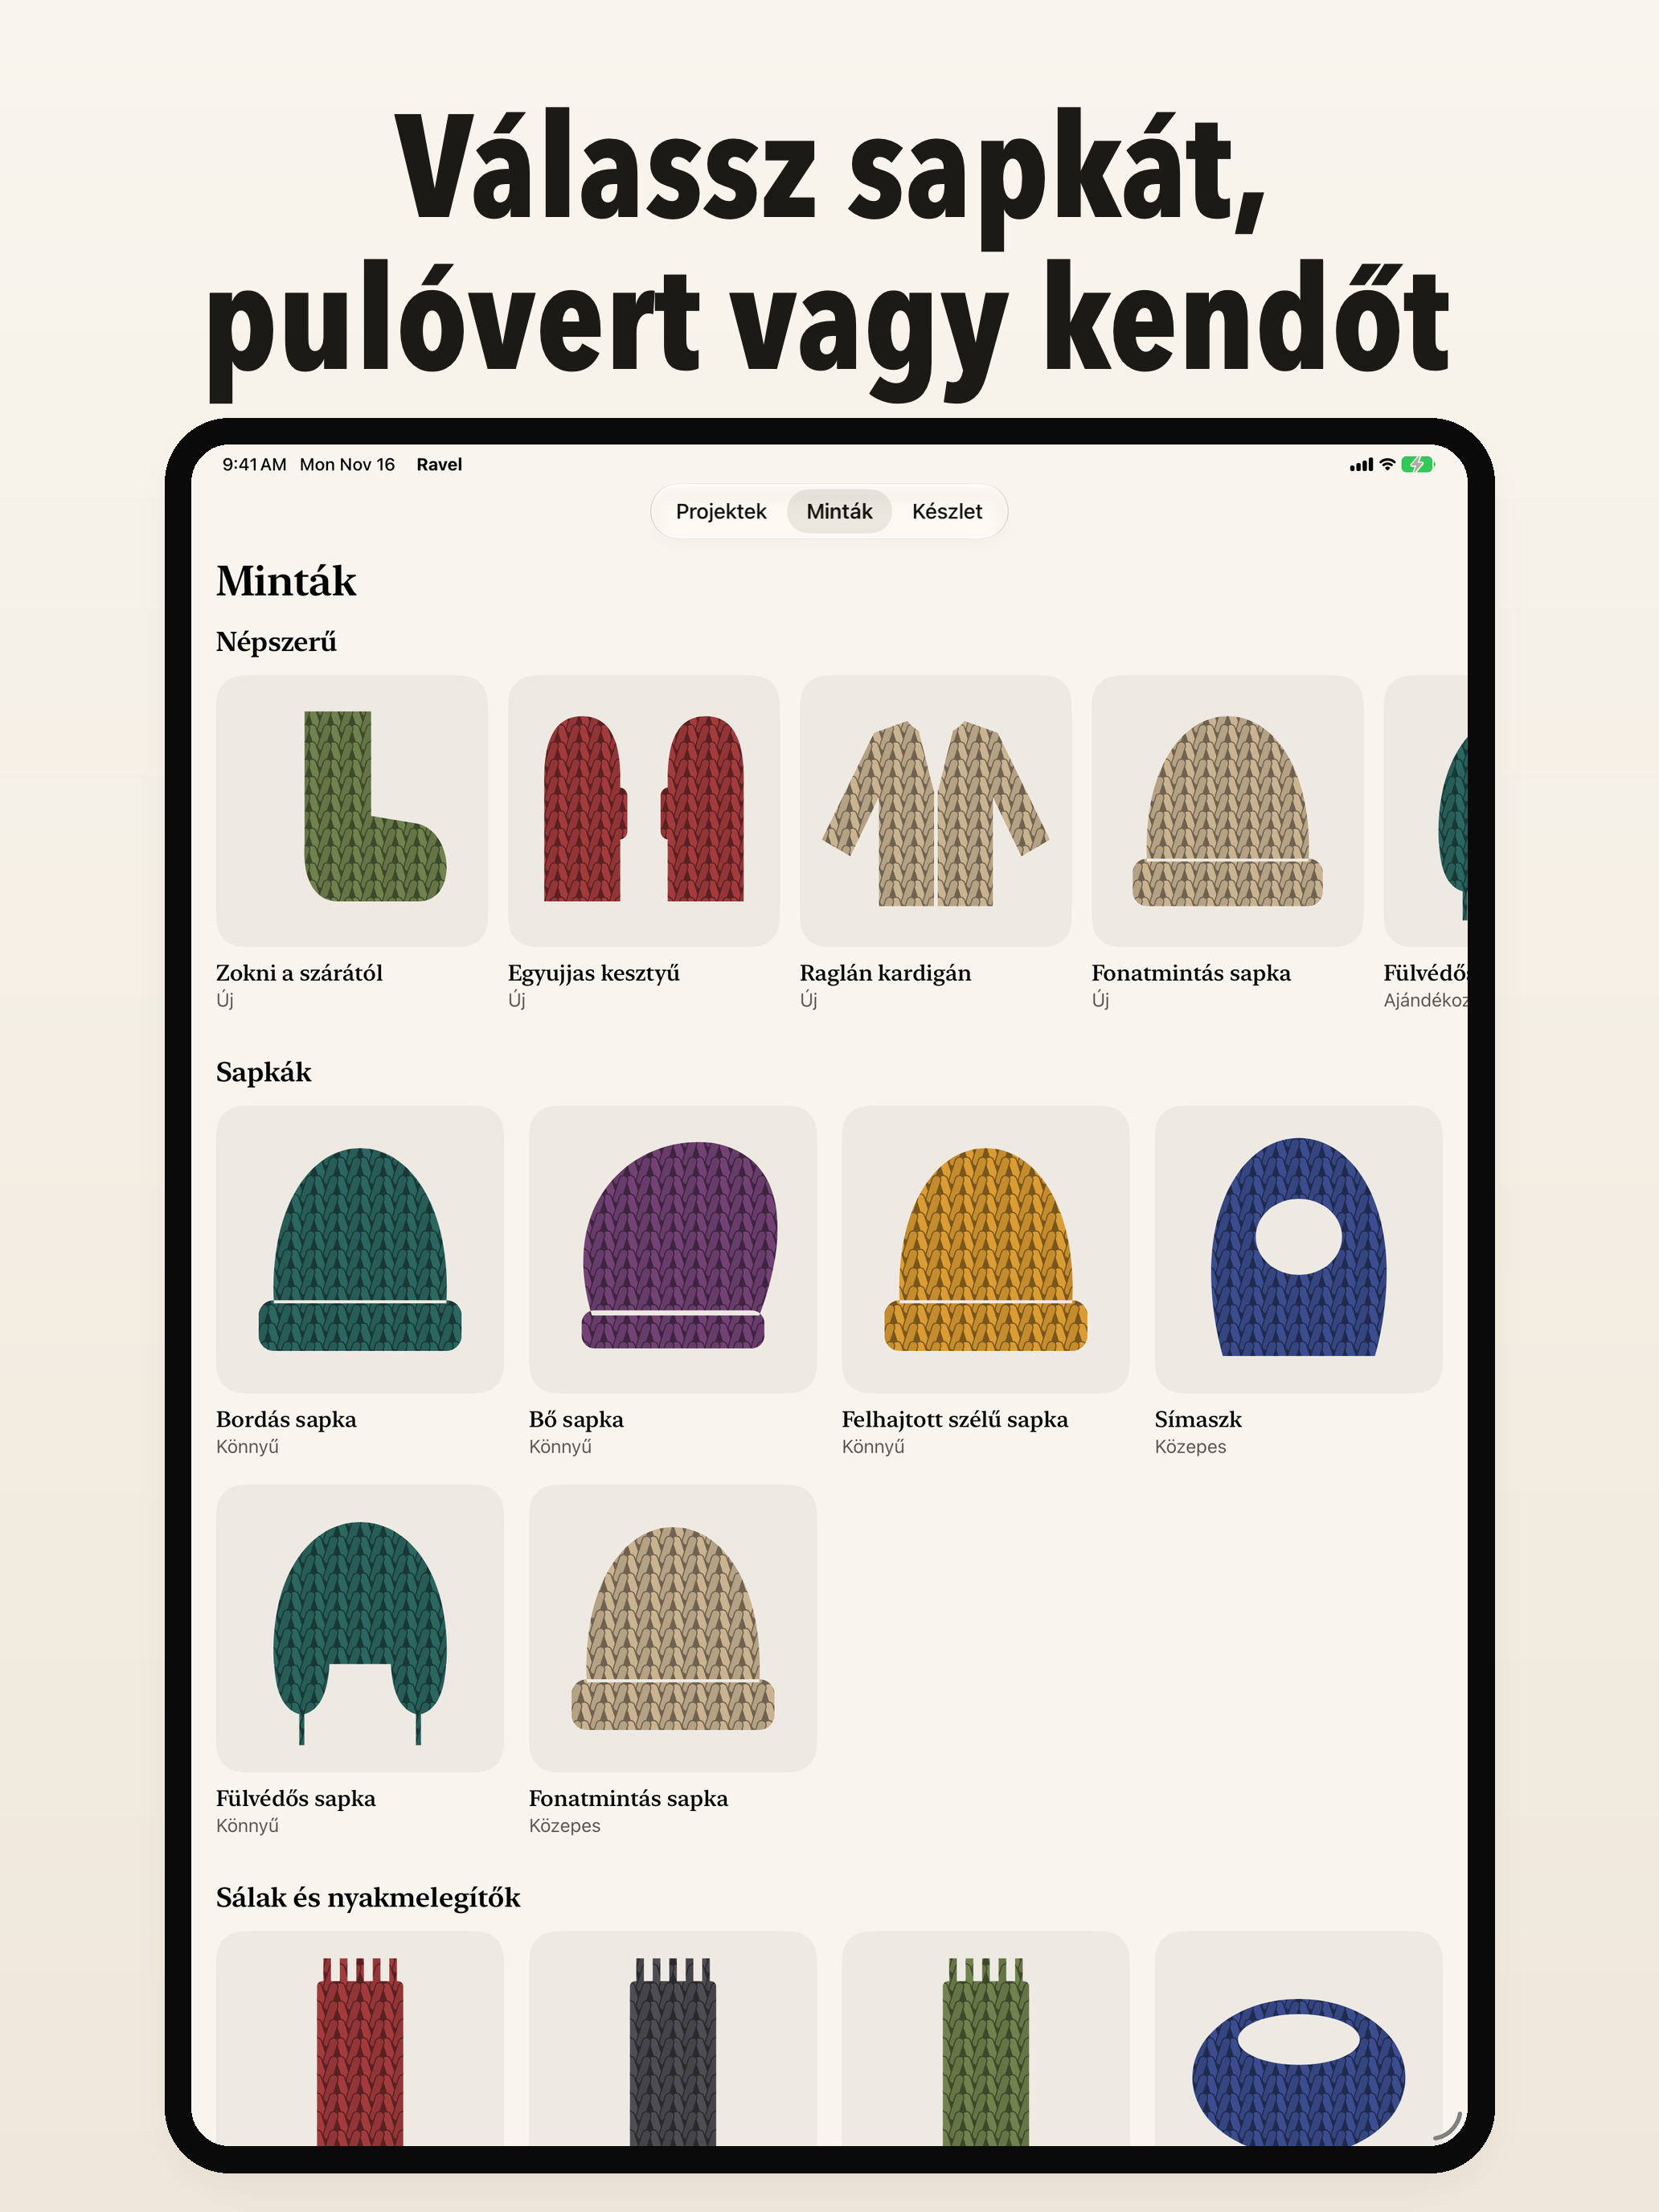 Válassz sapkát,
pulóvert vagy kendőt
9:41 AM Mon Nov 16 Ravel
Projektek Minták Készlet
Minták
Népszerű
Zokni a szárától
Új
Egyujjas kesztyű
Új
Raglán kardigán
Új
Fonatmintás sapka
Új
Sapkák
Bordás sapka
Könnyű
Bő sapka
Könnyű
Felhajtott szélű sapka
Könnyű
Símaszk
Közepes
Fülvédős sapka
Könnyű
Fonatmintás sapka
Közepes
Sálak és nyakmelegítők